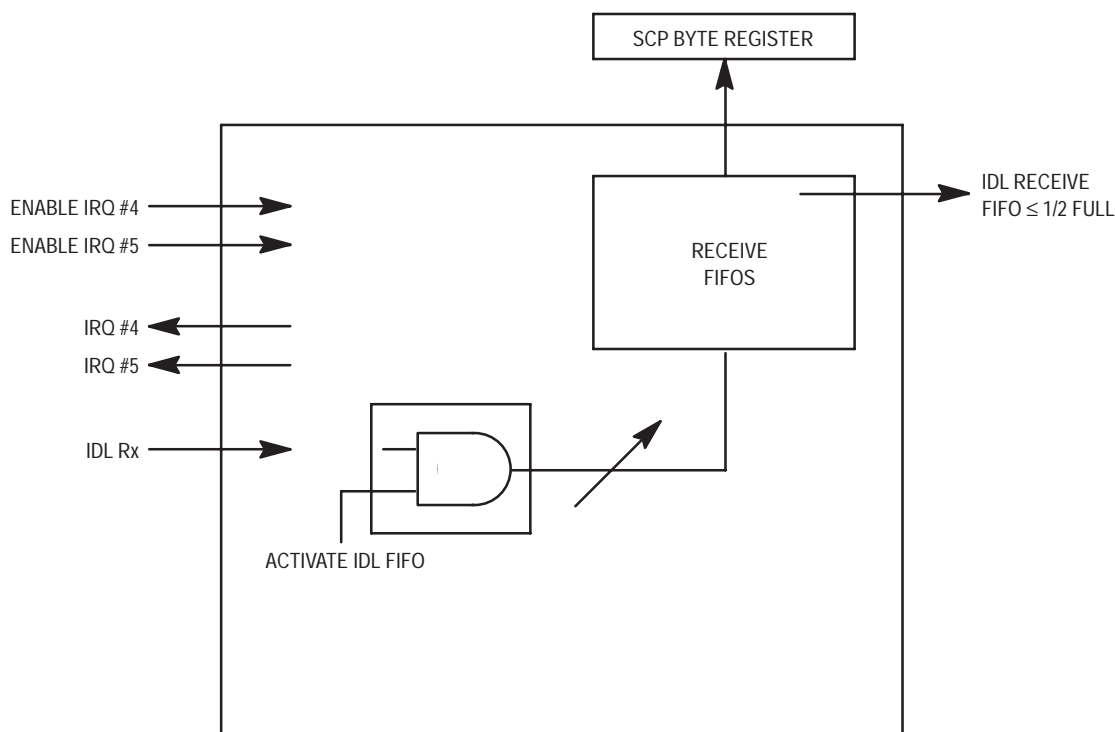 SCP BYTE REGISTER
ENABLE IRQ #4
ENABLE IRQ #5
IDL RECEIVE
FIFO ≤ 1/2 FULL
RECEIVE
FIFOS
IRQ #4
IRQ #5
IDL Rx
ACTIVATE IDL FIFO